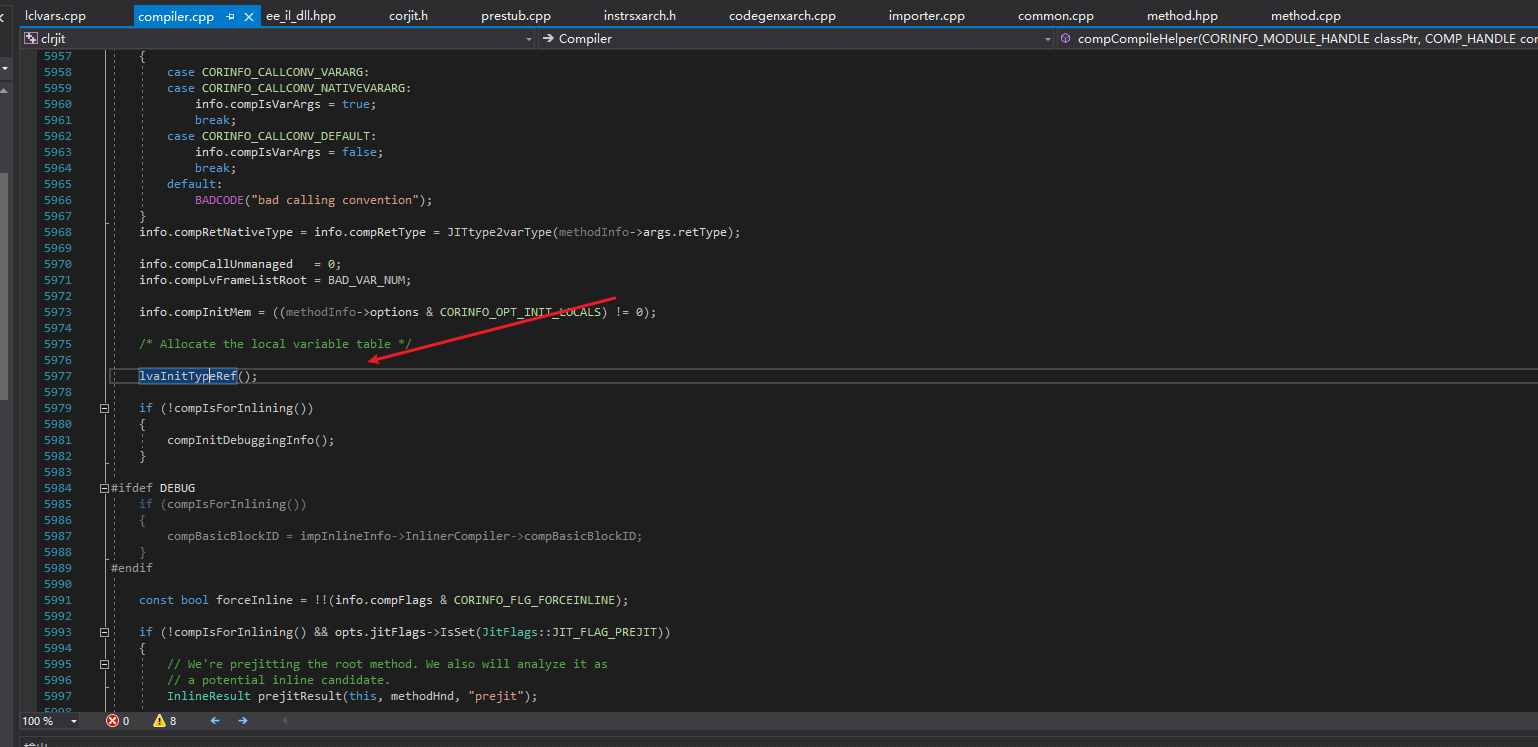 lclvars.cpp compiler.cpp ee_il_dll.hpp corjit.h prestub.cpp instrsxarch.h codegenxarch.cpp importer.cpp common.cpp method.hpp method.cpp
clrjit Compiler compCompileHelper(CORINFO_MODULE_HANDLE classPtr, COMP_HANDLE cor
5957 {
5958 case CORINFO_CALLCONV_VARARG:
5959 case CORINFO_CALLCONV_NATIVEVARARG:
5960 info.compIsVarArgs = true;
5961 break;
5962 case CORINFO_CALLCONV_DEFAULT:
5963 info.compIsVarArgs = false;
5964 break;
5965 default:
5966 BADCODE("bad calling convention");
5967 }
5968 info.compRetNativeType = info.compRetType = JITtype2varType(methodInfo->args.retType);
5969
5970 info.compCallUnmanaged   = 0;
5971 info.compLvFrameListRoot = BAD_VAR_NUM;
5972
5973 info.compInitMem = ((methodInfo->options & CORINFO_OPT_INIT_LOCALS) != 0);
5974
5975 /* Allocate the local variable table */
5976
5977 lvaInitTypeRef();
5978
5979 if (!compIsForInlining())
5980 {
5981 compInitDebuggingInfo();
5982 }
5983
5984 #ifdef DEBUG
5985 if (compIsForInlining())
5986 {
5987 compBasicBlockID = impInlineInfo->InlinerCompiler->compBasicBlockID;
5988 }
5989 #endif
5990
5991 const bool forceInline = !!(info.compFlags & CORINFO_FLG_FORCEINLINE);
5992
5993 if (!compIsForInlining() && opts.jitFlags->IsSet(JitFlags::JIT_FLAG_PREJIT))
5994 {
5995 // We're prejitting the root method. We also will analyze it as
5996 // a potential inline candidate.
5997 InlineResult prejitResult(this, methodHnd, "prejit");
5998
100 % 0 8